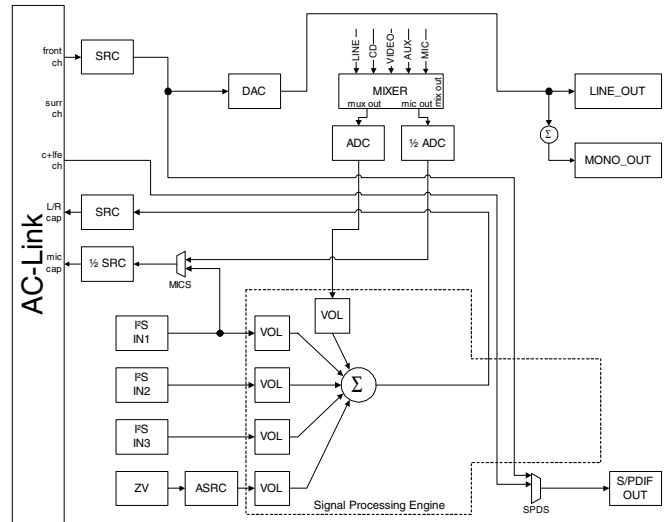 AC-Link
front
ch
SRC
surr
ch
c+lfe
ch
L/R
cap
SRC
mic
cap
½ SRC
MICS
DAC
LINE
CD
VIDEO
AUX
MIC
MIXER
mux out
mic out
mix out
ADC
½ ADC
LINE_OUT
Σ
MONO_OUT
VOL
I²S
IN1
VOL
I²S
IN2
VOL
Σ
I²S
IN3
VOL
ZV
ASRC
VOL
Signal Processing Engine
SPDS
S/PDIF
OUT